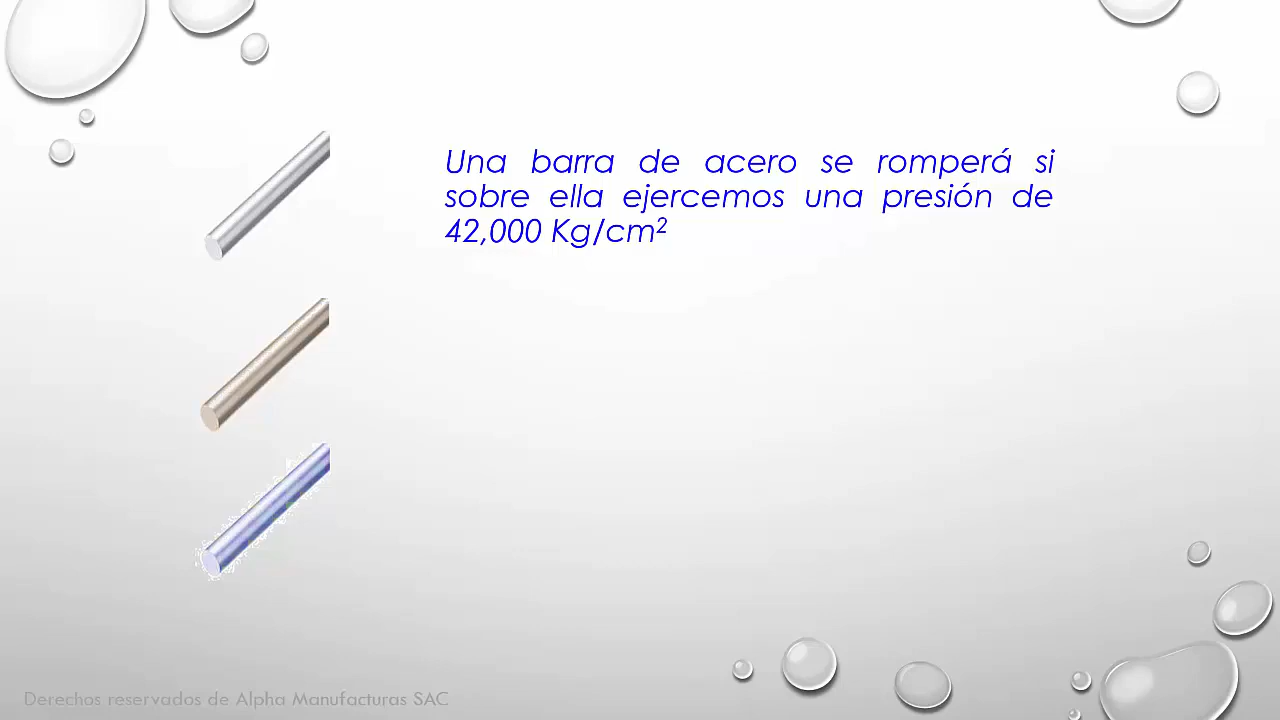 Una barra de acero se romperá si
sobre ella ejercemos una presión de
42,000 Kg/cm²
Derechos reservados de Alpha Manufacturas SAC